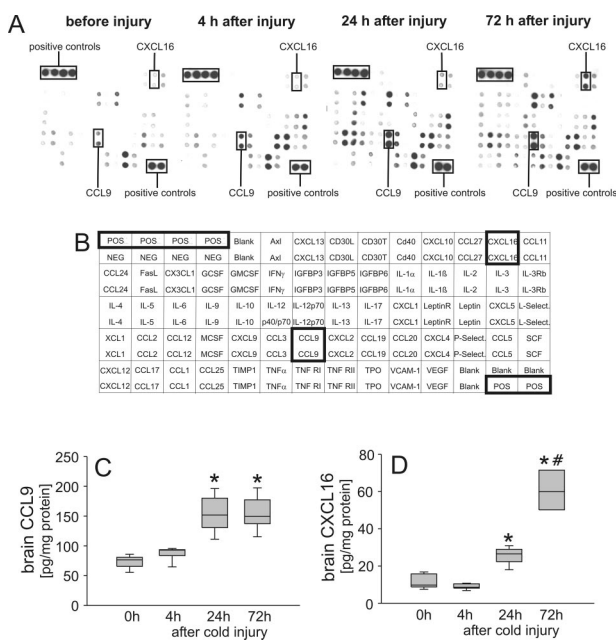 A
before injury 4 h after injury 24 h after injury 72 h after injury
positive controls CXCL16 CXCL16
CCL9 positive controls CCL9 positive controls
B
POS POS POS POS Blank Axl CXCL13 CD30L CD30T Cd40 CXCL10 CCL27 CXCL16 CCL11
NEG NEG NEG NEG Blank Axl CXCL13 CD30L CD30T Cd40 CXCL10 CCL27 CXCL16 CCL11
CCL24 FasL CX3CL1 GCSF GMCSF IFNγ IGFBP3 IGFBP5 IGFBP6 IL-1α IL-1ß IL-2 IL-3 IL-3Rb
CCL24 FasL CX3CL1 GCSF GMCSF IFNγ IGFBP3 IGFBP5 IGFBP6 IL-1α IL-1ß IL-2 IL-3 IL-3Rb
IL-4 IL-5 IL-6 IL-9 IL-10 IL-12 IL-12p70 IL-13 IL-17 CXCL1 LeptinR Leptin CXCL5 L-Select.
IL-4 IL-5 IL-6 IL-9 IL-10 p40/p70 IL-12p70 IL-13 IL-17 CXCL1 LeptinR Leptin CXCL5 L-Select.
XCL1 CCL2 CCL12 MCSF CXCL9 CCL3 CCL9 CXCL2 CCL19 CCL20 CXCL4 P-Select. CCL5 SCF
XCL1 CCL2 CCL12 MCSF CXCL9 CCL3 CCL9 CXCL2 CCL19 CCL20 CXCL4 P-Select. CCL5 SCF
CXCL12 CCL17 CCL1 CCL25 TIMP1 TNFα TNF RI TNF RII TPO VCAM-1 VEGF Blank Blank Blank
CXCL12 CCL17 CCL1 CCL25 TIMP1 TNFα TNF RI TNF RII TPO VCAM-1 VEGF Blank POS POS
C
brain CCL9
[pg/mg protein]
250
200
150
100
50
0
* *
0h 4h 24h 72h
after cold injury
D
brain CXCL16
[pg/mg protein]
80
60
40
20
0
* * #
0h 4h 24h 72h
after cold injury